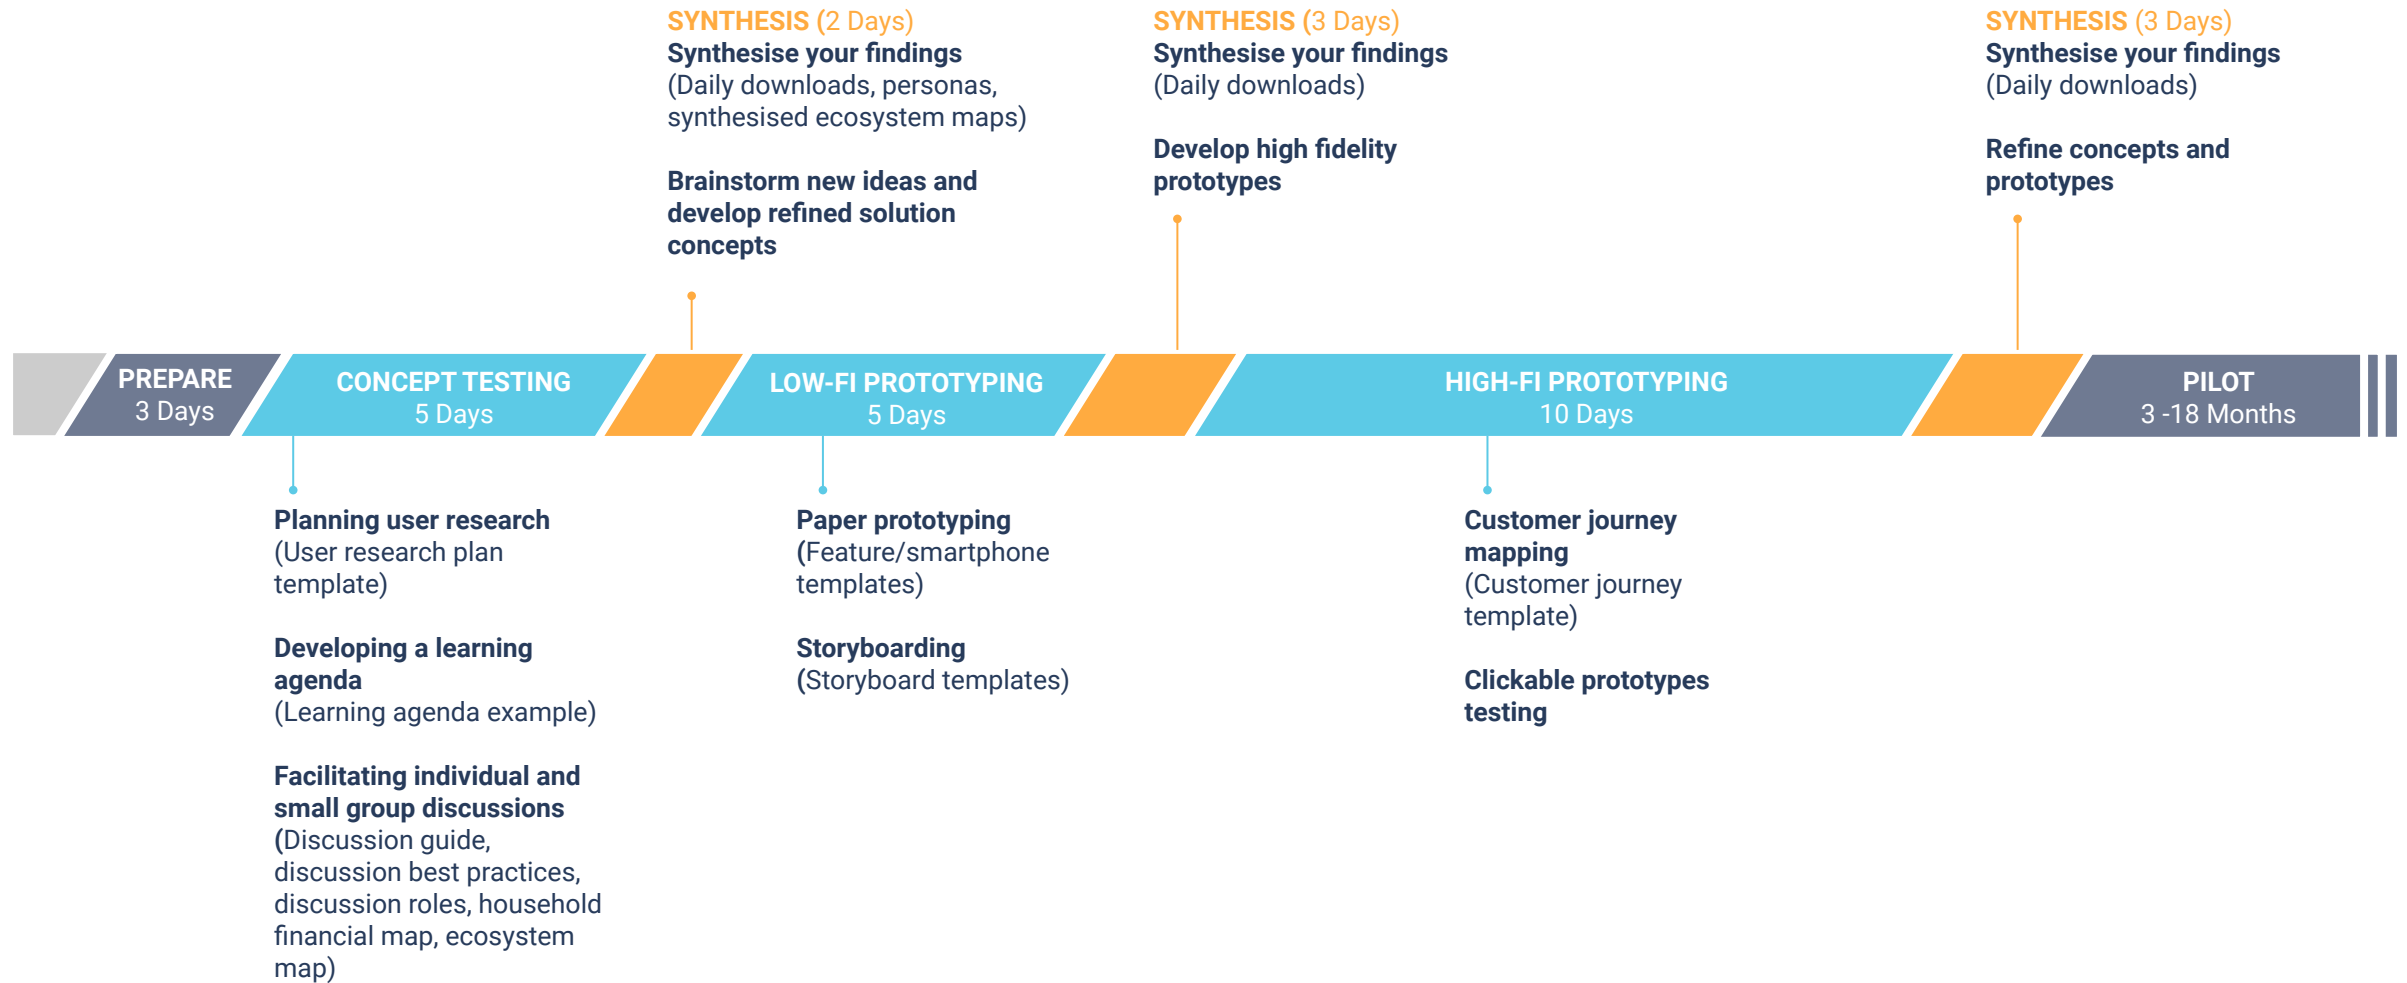 SYNTHESIS (2 Days)
Synthesise your findings
(Daily downloads, personas,
synthesised ecosystem maps)
Brainstorm new ideas and
develop refined solution
concepts
SYNTHESIS (3 Days)
Synthesise your findings
(Daily downloads)
Develop high fidelity
prototypes
SYNTHESIS (3 Days)
Synthesise your findings
(Daily downloads)
Refine concepts and
prototypes
PREPARE
3 Days
CONCEPT TESTING
5 Days
LOW-FI PROTOTYPING
5 Days
HIGH-FI PROTOTYPING
10 Days
PILOT
3 -18 Months
Planning user research
(User research plan
template)
Developing a learning
agenda
(Learning agenda example)
Facilitating individual and
small group discussions
(Discussion guide,
discussion best practices,
discussion roles, household
financial map, ecosystem
map)
Paper prototyping
(Feature/smartphone
templates)
Storyboarding
(Storyboard templates)
Customer journey
mapping
(Customer journey
template)
Clickable prototypes
testing